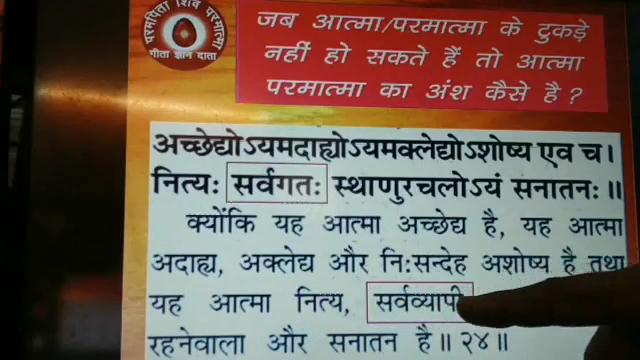 परमपिता शिव परमात्मा
गीता ज्ञान दाता
जब आत्मा/परमात्मा के टुकड़े
नहीं हो सकते हैं तो आत्मा
परमात्मा का अंश कैसे है ?
अच्छेद्योऽयमदाह्योऽयमक्लेद्योऽशोष्य एव च।
नित्यः सर्वगतः स्थाणुरचलोऽयं सनातनः॥
क्योंकि यह आत्मा अच्छेद्य है, यह आत्मा
अदाह्य, अक्लेद्य और निःसन्देह अशोष्य है तथा
यह आत्मा नित्य, सर्वव्यापी
रहनेवाला और सनातन है॥२४॥